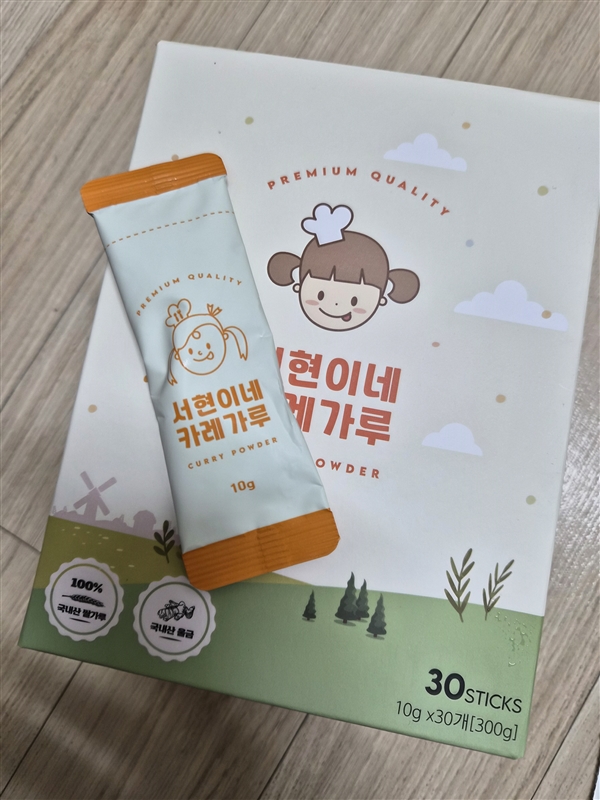 PREMIUM QUALITY
현이네
가루
OWDER
PREMIUM QUALITY
서현이네
카레가루
CURRY POWDER
10g
100%
국내산 쌀가루
국내산 울금
30STICKS
10g x30개[300g]